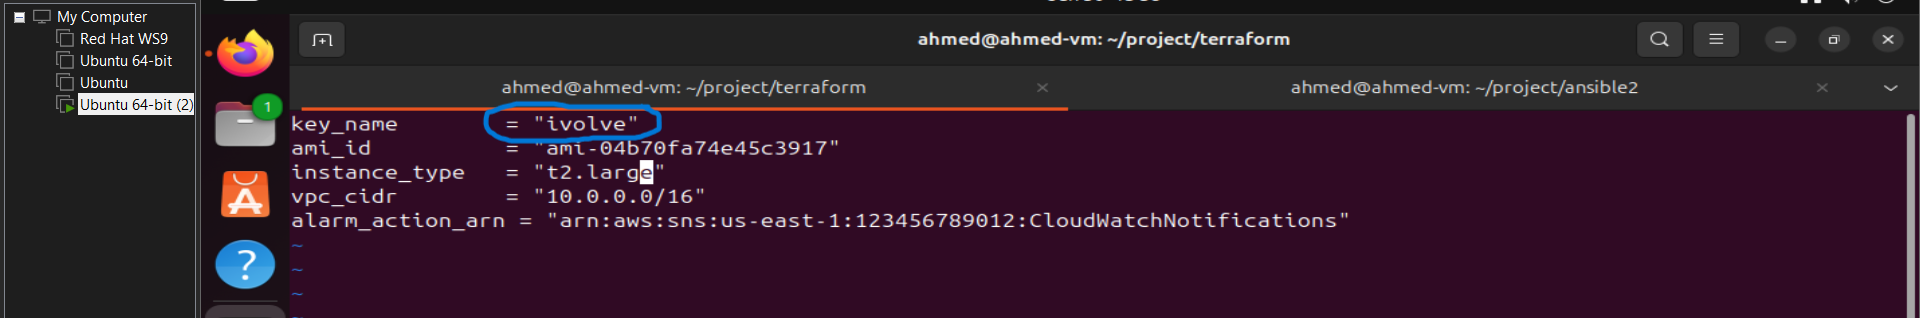 My Computer
Red Hat WS9
Ubuntu 64-bit
Ubuntu
Ubuntu 64-bit (2)
1
ahmed@ahmed-vm: ~/project/terraform
ahmed@ahmed-vm: ~/project/terraform
ahmed@ahmed-vm: ~/project/ansible2
key_name         = "ivolve"
ami_id           = "ami-04b70fa74e45c3917"
instance_type    = "t2.large"
vpc_cidr         = "10.0.0.0/16"
alarm_action_arn = "arn:aws:sns:us-east-1:123456789012:CloudWatchNotifications"
~
~
~